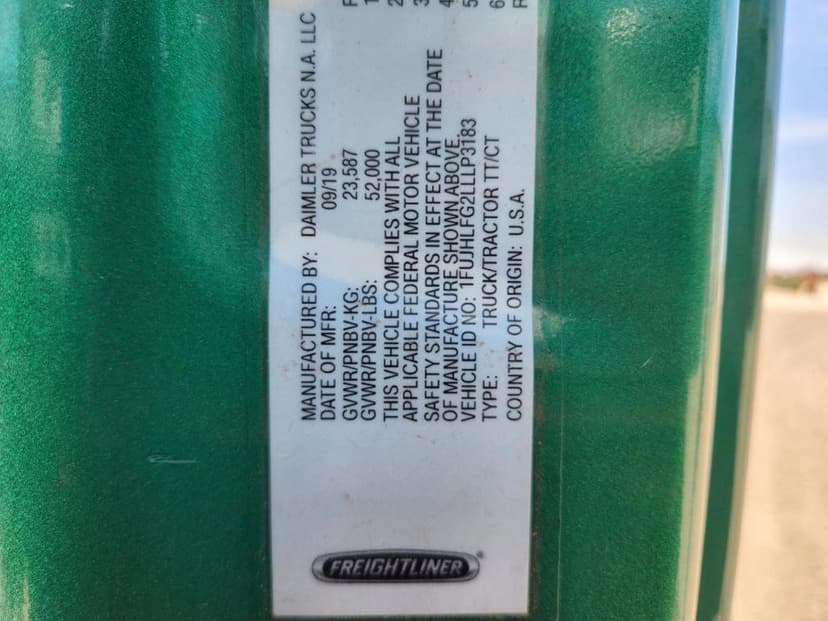 MANUFACTURED BY: DAIMLER TRUCKS N.A. LLC
DATE OF MFR: 09/19
GVWR/PNBV-KG: 23,587
GVWR/PNBV-LBS: 52,000
THIS VEHICLE COMPLIES WITH ALL
APPLICABLE FEDERAL MOTOR VEHICLE
SAFETY STANDARDS IN EFFECT AT THE DATE
OF MANUFACTURE SHOWN ABOVE
VEHICLE ID NO: 1FUJHLFG2LLLP3183
TYPE: TRUCK/TRACTOR TT/CT
COUNTRY OF ORIGIN: U.S.A.
FREIGHTLINER®